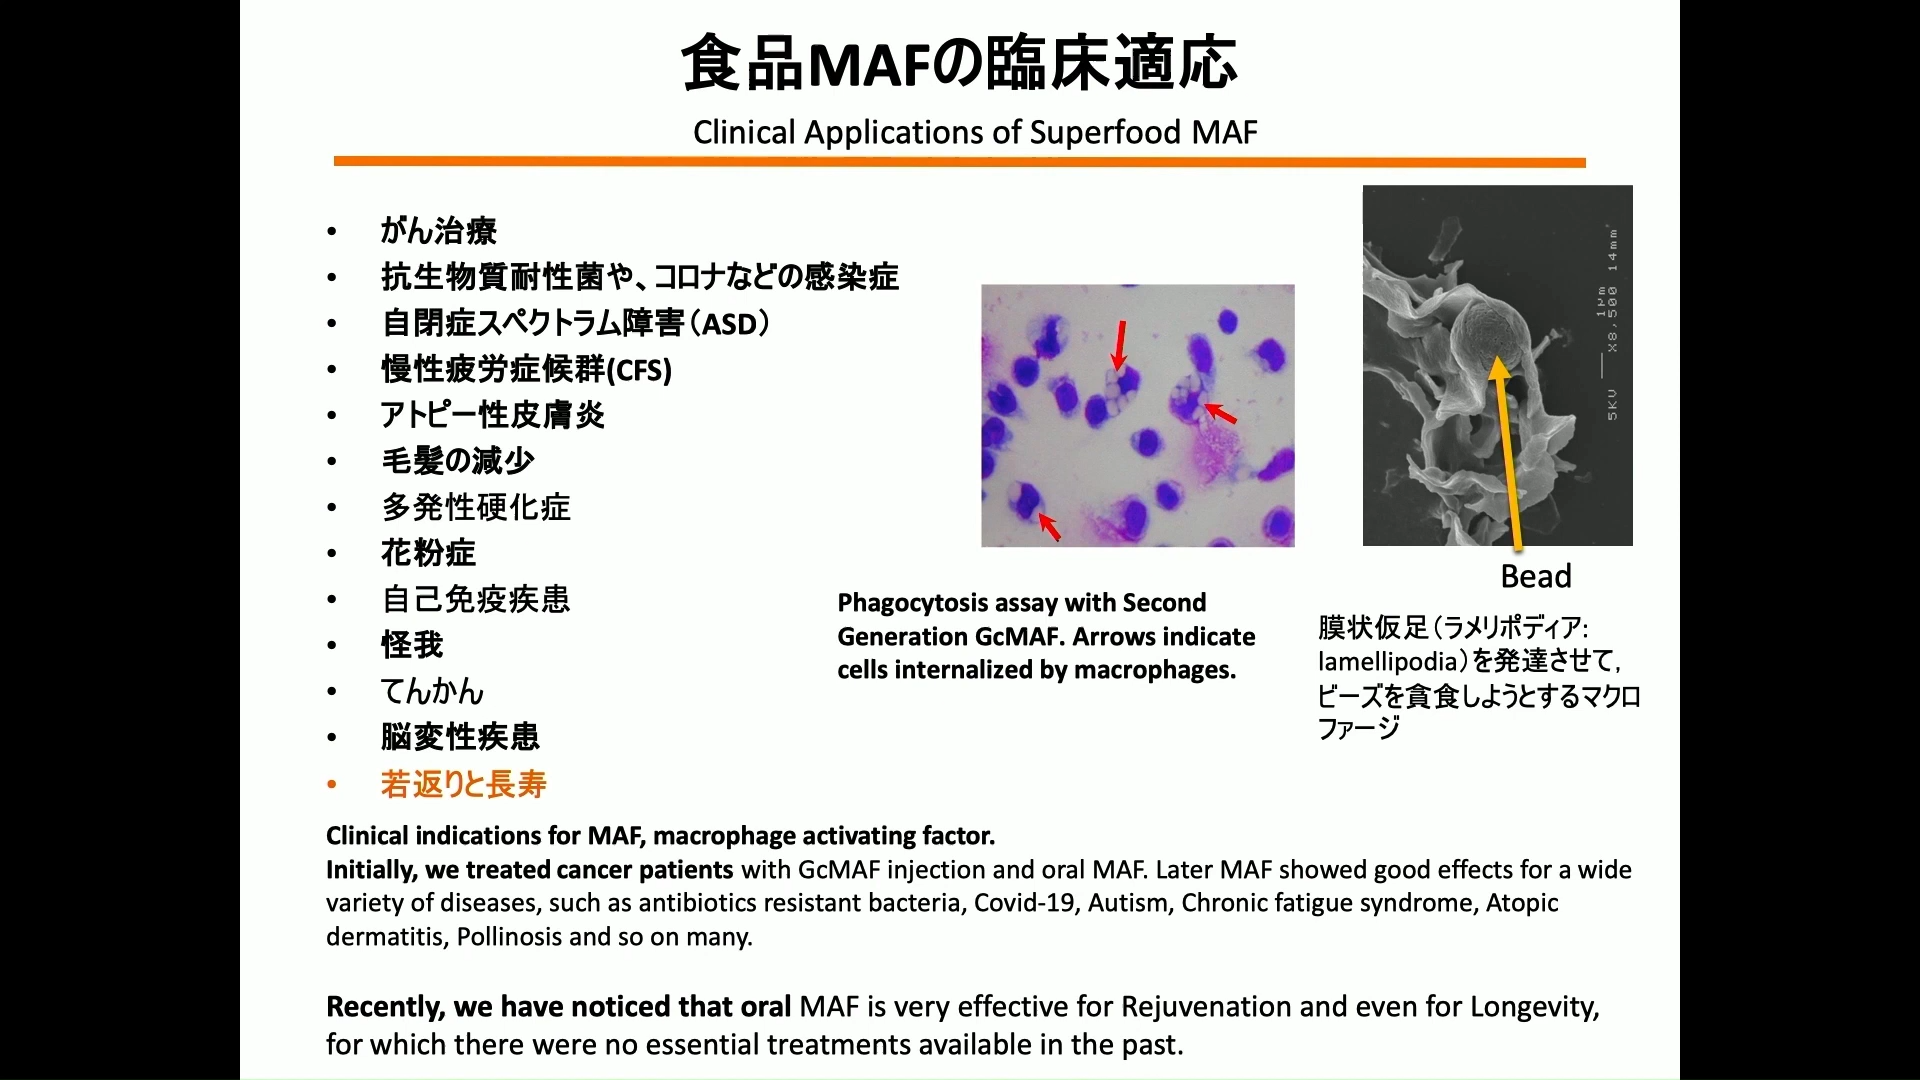 食品MAFの臨床適応
Clinical Applications of Superfood MAF
• がん治療
• 抗生物質耐性菌や、コロナなどの感染症
• 自閉症スペクトラム障害（ASD）
• 慢性疲労症候群(CFS)
• アトピー性皮膚炎
• 毛髪の減少
• 多発性硬化症
• 花粉症
• 自己免疫疾患
• 怪我
• てんかん
• 脳変性疾患
• 若返りと長寿
Phagocytosis assay with Second
Generation GcMAF. Arrows indicate
cells internalized by macrophages.
5KV X8,500 1μm 14mm
Bead
膜状仮足（ラメリポディア:
lamellipodia）を発達させて，
ビーズを貪食しようとするマクロ
ファージ
Clinical indications for MAF, macrophage activating factor.
Initially, we treated cancer patients with GcMAF injection and oral MAF. Later MAF showed good effects for a wide
variety of diseases, such as antibiotics resistant bacteria, Covid-19, Autism, Chronic fatigue syndrome, Atopic
dermatitis, Pollinosis and so on many.
Recently, we have noticed that oral MAF is very effective for Rejuvenation and even for Longevity,
for which there were no essential treatments available in the past.